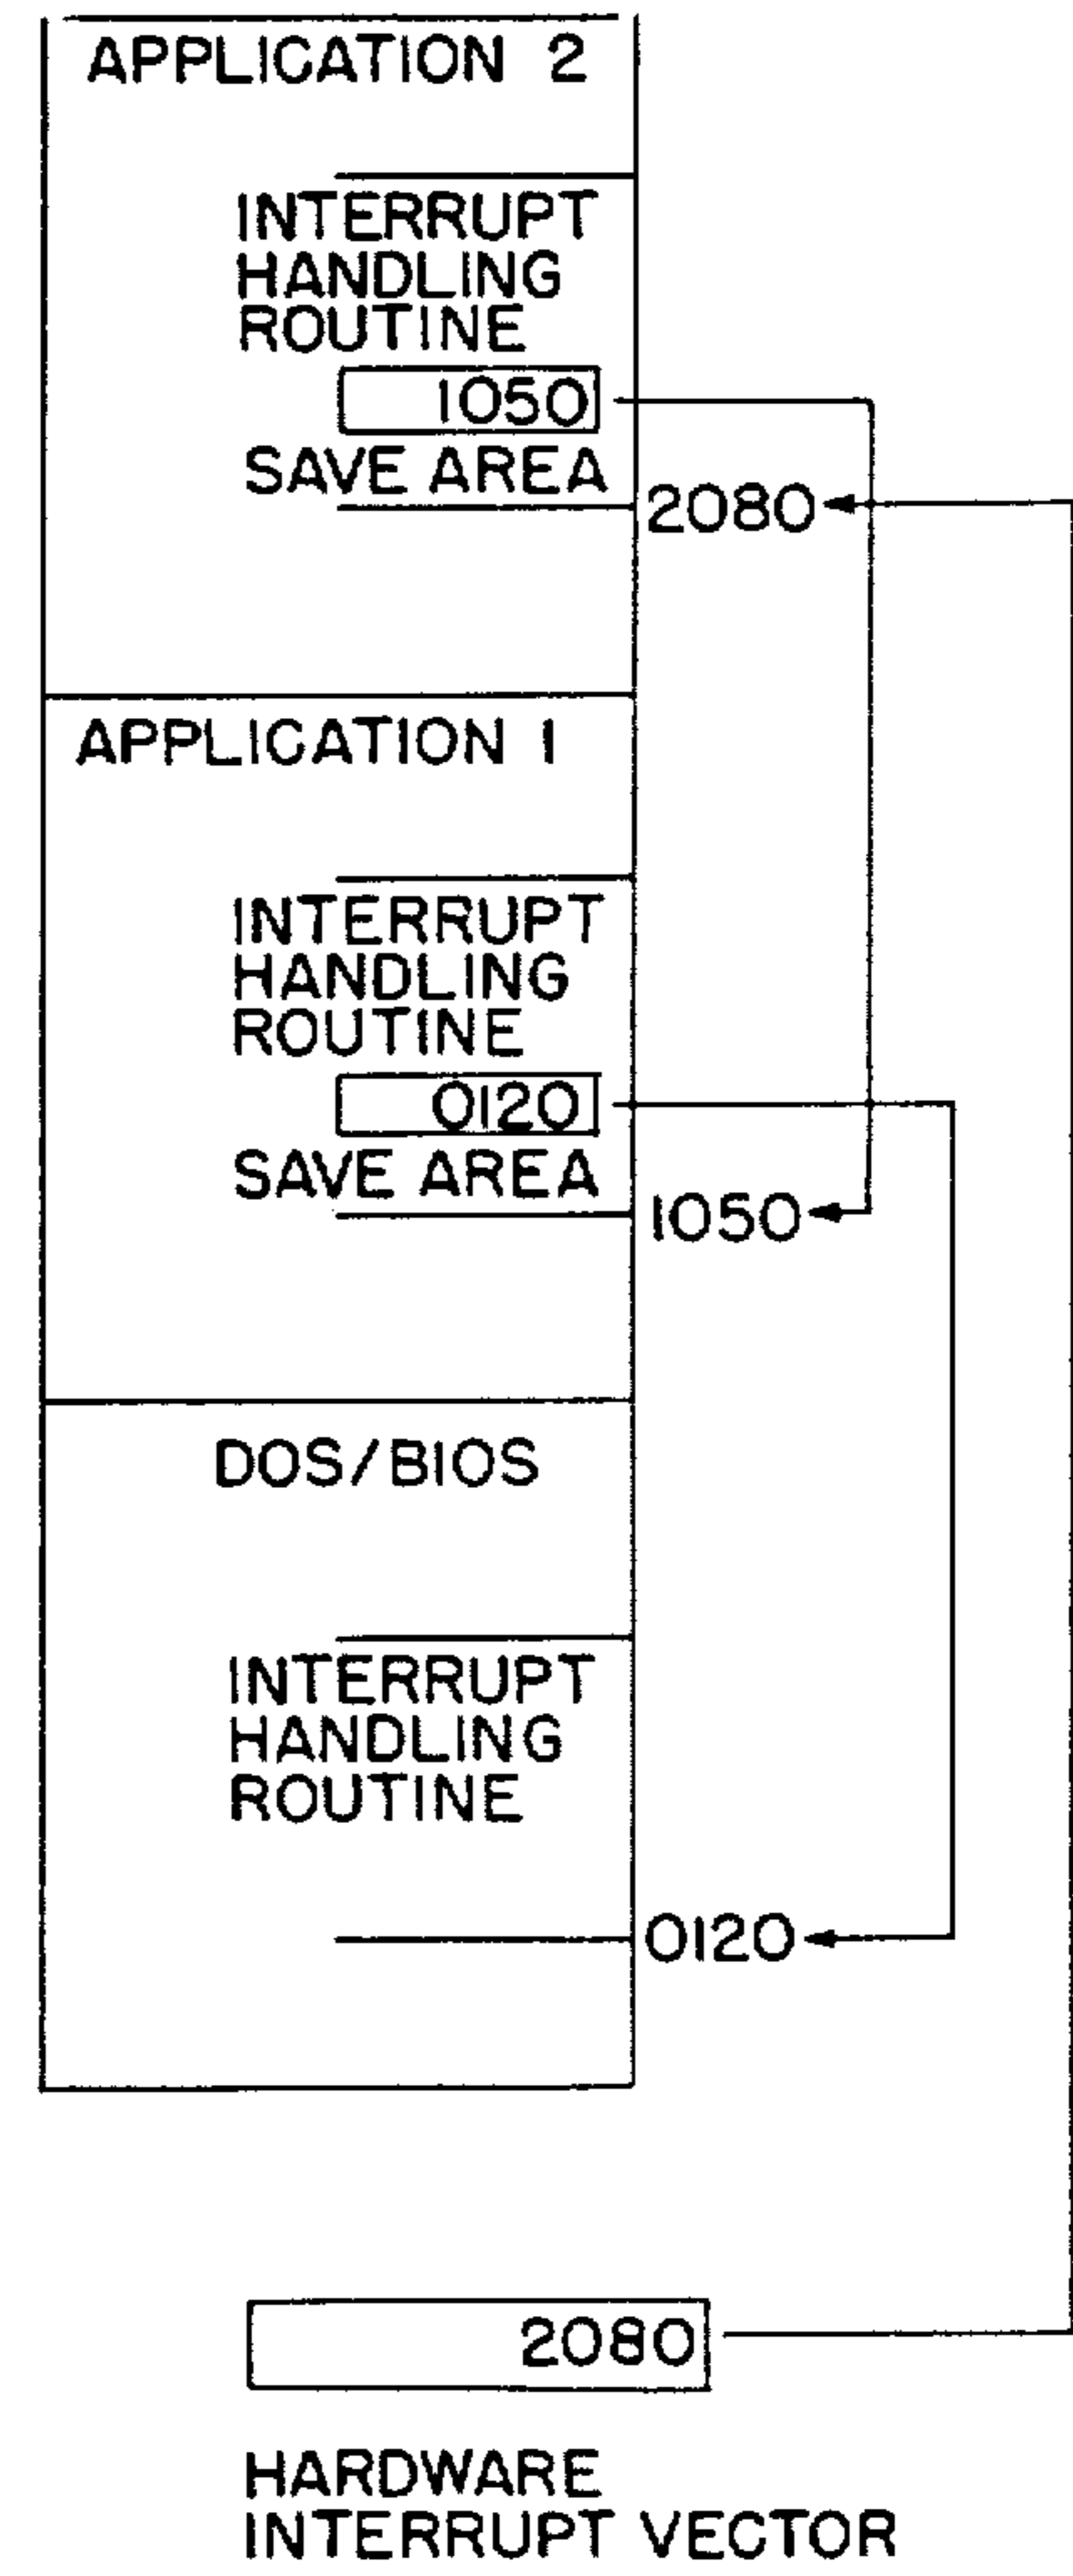 APPLICATION 2
INTERRUPT
HANDLING
ROUTINE
1050
SAVE AREA
2080
APPLICATION 1
INTERRUPT
HANDLING
ROUTINE
0120
SAVE AREA
1050
DOS/BIOS
INTERRUPT
HANDLING
ROUTINE
0120
2080
HARDWARE
INTERRUPT VECTOR